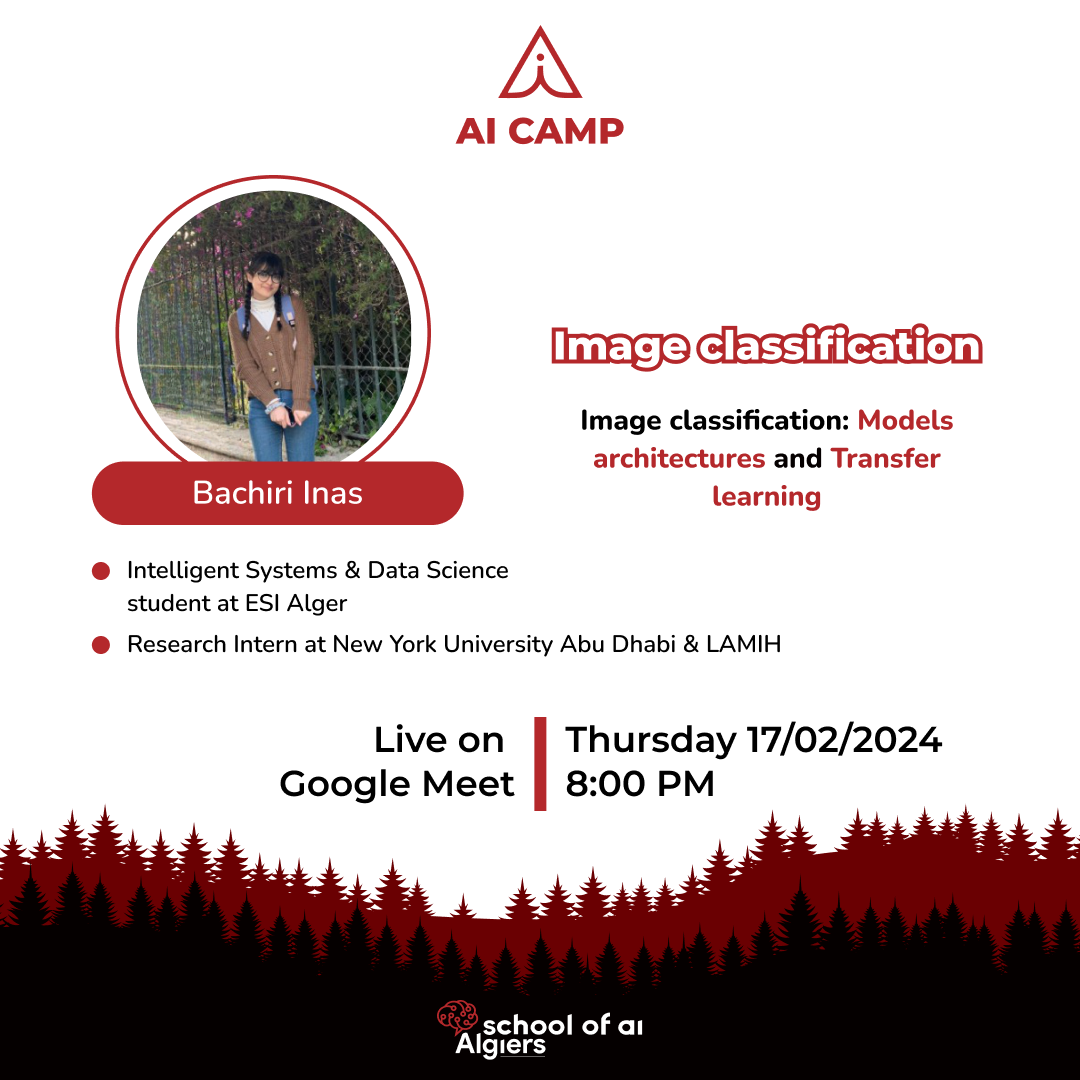 AI CAMP
Image classification
Image classification: Models
architectures and Transfer
learning
Bachiri Inas
Intelligent Systems & Data Science
student at ESI Alger
Research Intern at New York University Abu Dhabi & LAMIH
Live on
Google Meet
Thursday 17/02/2024
8:00 PM
school of ai
Algiers